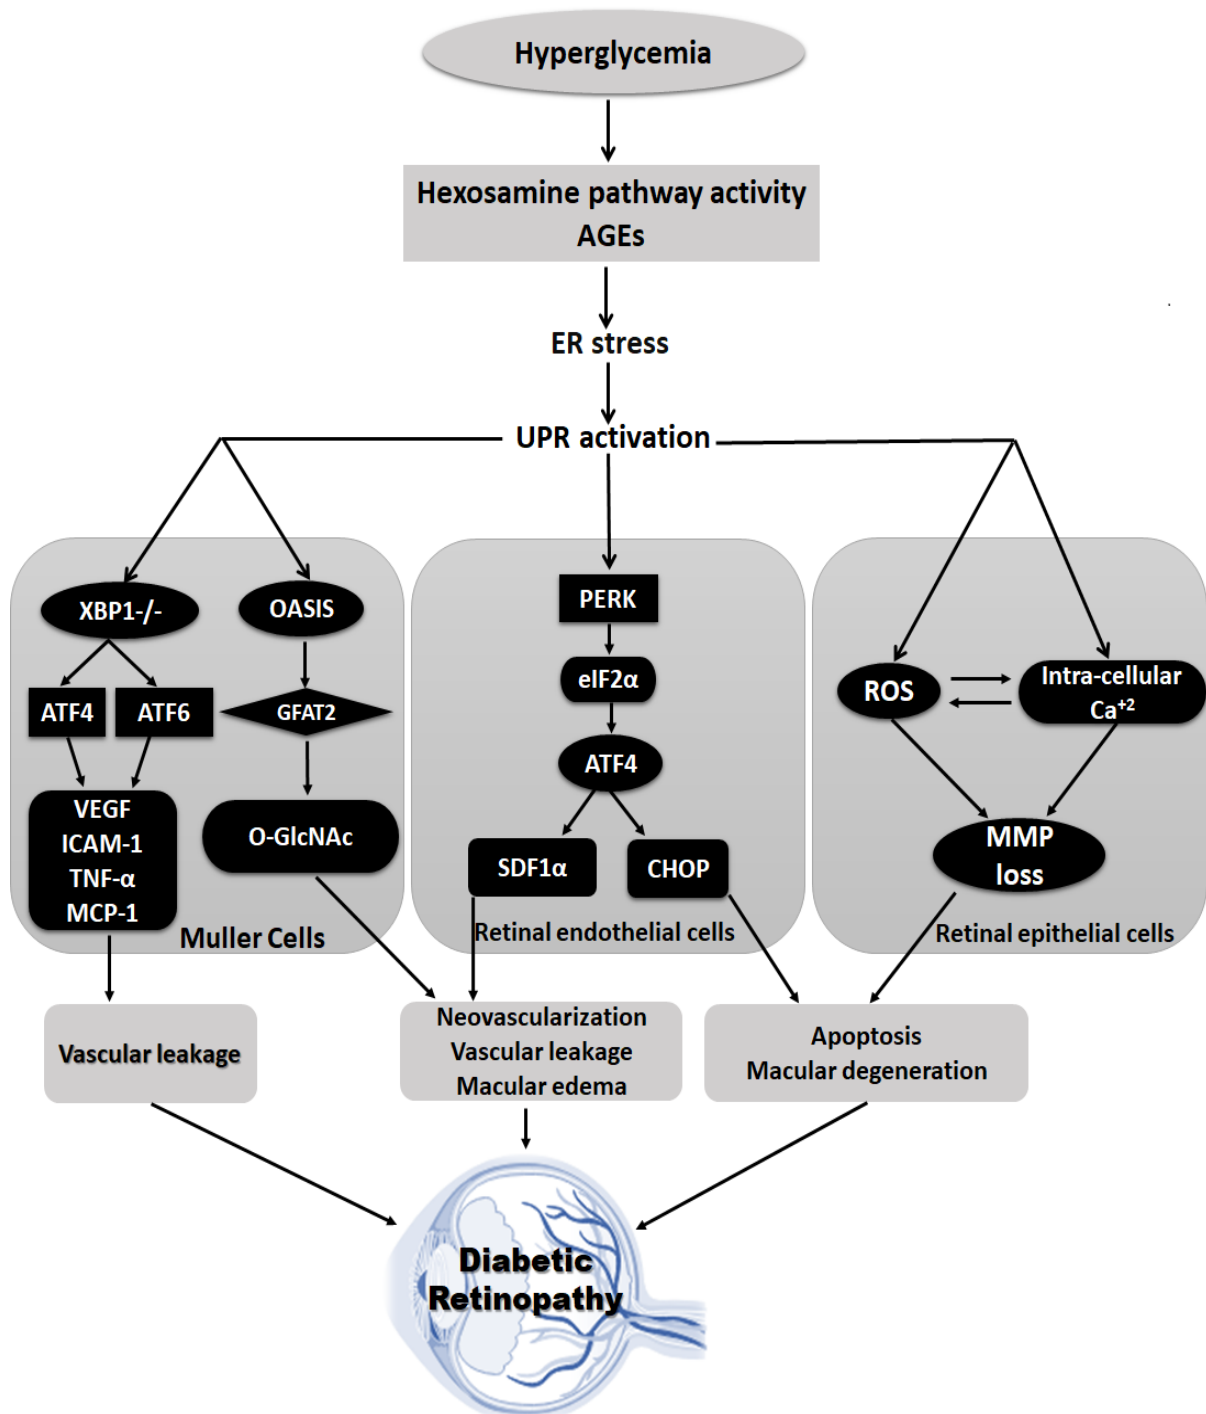 Hyperglycemia
Hexosamine pathway activity
AGEs
ER stress
UPR activation
XBP1-/-
OASIS
ATF4
ATF6
GFAT2
VEGF
ICAM-1
TNF-α
MCP-1
O-GlcNAc
Muller Cells
PERK
eIF2α
ATF4
SDF1α
CHOP
Retinal endothelial cells
ROS
Intra-cellular
Ca⁺²
MMP
loss
Retinal epithelial cells
Vascular leakage
Neovascularization
Vascular leakage
Macular edema
Apoptosis
Macular degeneration
Diabetic
Retinopathy